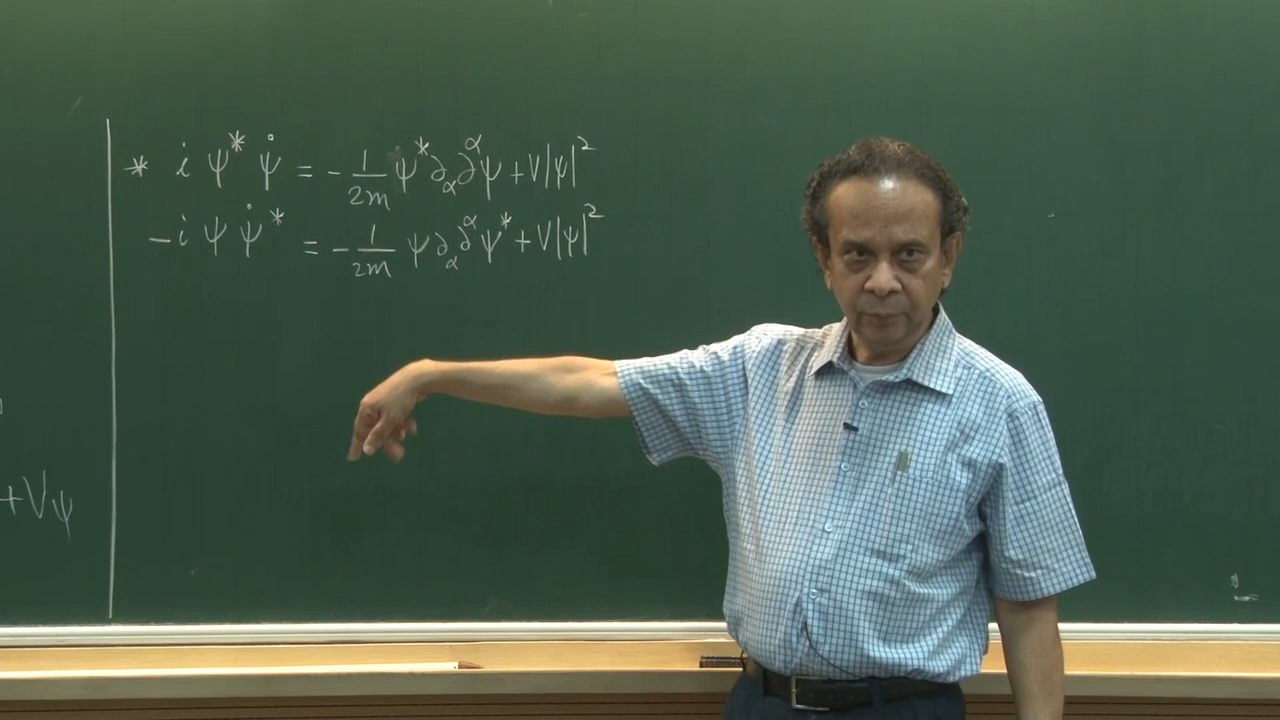 * i ψ* ψ̇ = - 1/2m ψ* ∂_α ∂^α ψ + V|ψ|²
-i ψ ψ̇* = - 1/2m ψ ∂_α ∂^α ψ* + V|ψ|²
+Vψ